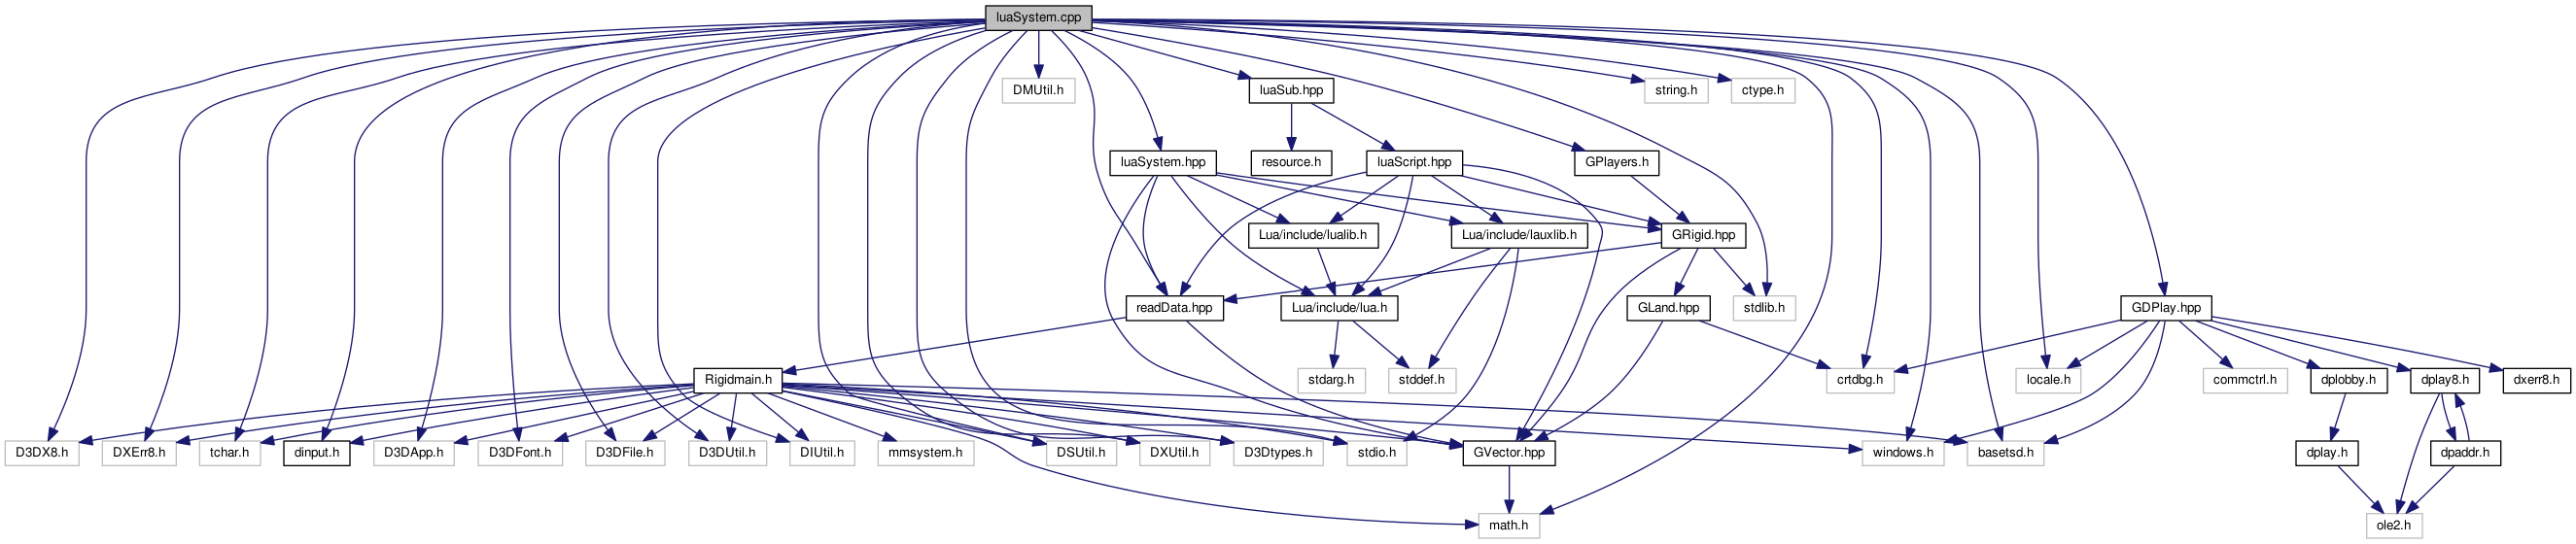 luaSystem.cpp
DMUtil.h
luaSub.hpp
string.h
ctype.h
luaSystem.hpp
resource.h
luaScript.hpp
GPlayers.h
Lua/include/lualib.h
Lua/include/lauxlib.h
GRigid.hpp
readData.hpp
Lua/include/lua.h
GLand.hpp
stdlib.h
GDPlay.hpp
Rigidmain.h
stdarg.h
stddef.h
crtdbg.h
locale.h
commctrl.h
dplobby.h
dplay8.h
dxerr8.h
D3DX8.h
DXErr8.h
tchar.h
dinput.h
D3DApp.h
D3DFont.h
D3DFile.h
D3DUtil.h
DIUtil.h
mmsystem.h
DSUtil.h
DXUtil.h
D3Dtypes.h
stdio.h
GVector.hpp
windows.h
basetsd.h
dplay.h
dpaddr.h
math.h
ole2.h